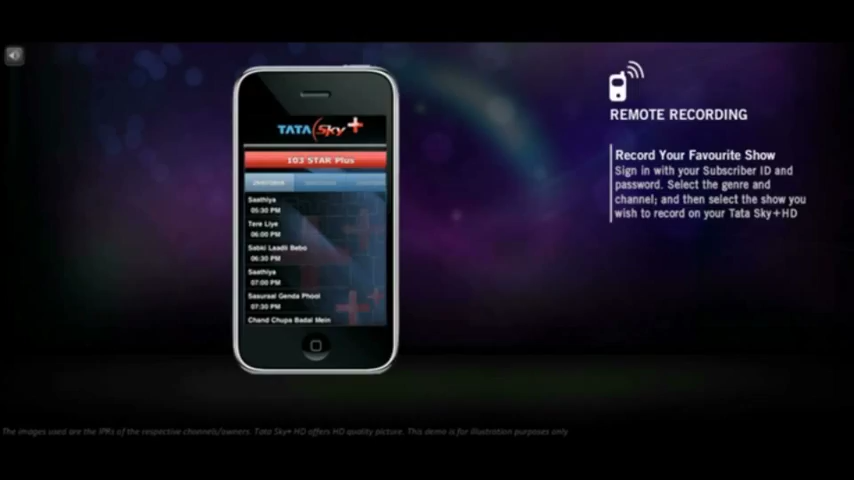 TATA Sky+
103 STAR Plus
Saathiya
05:30 PM
Tere Liye
06:00 PM
Sabki Laadli Bebo
06:30 PM
Saathiya
07:00 PM
Sasuraal Genda Phool
07:30 PM
Chand Chupa Badal Mein
REMOTE RECORDING
Record Your Favourite Show
Sign in with your Subscriber ID and
password. Select the genre and
channel; and then select the show you
wish to record on your Tata Sky+HD
The images used are the IPRs of the respective channels/owners. Tata Sky+ HD offers HD quality picture. This demo is for illustration purposes only